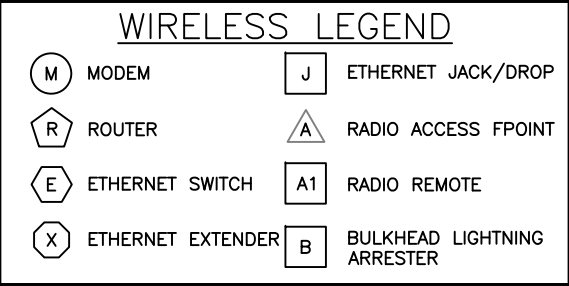 WIRELESS LEGEND
M MODEM
R ROUTER
E ETHERNET SWITCH
X ETHERNET EXTENDER
J ETHERNET JACK/DROP
A RADIO ACCESS FPOINT
A1 RADIO REMOTE
B BULKHEAD LIGHTNING
ARRESTER